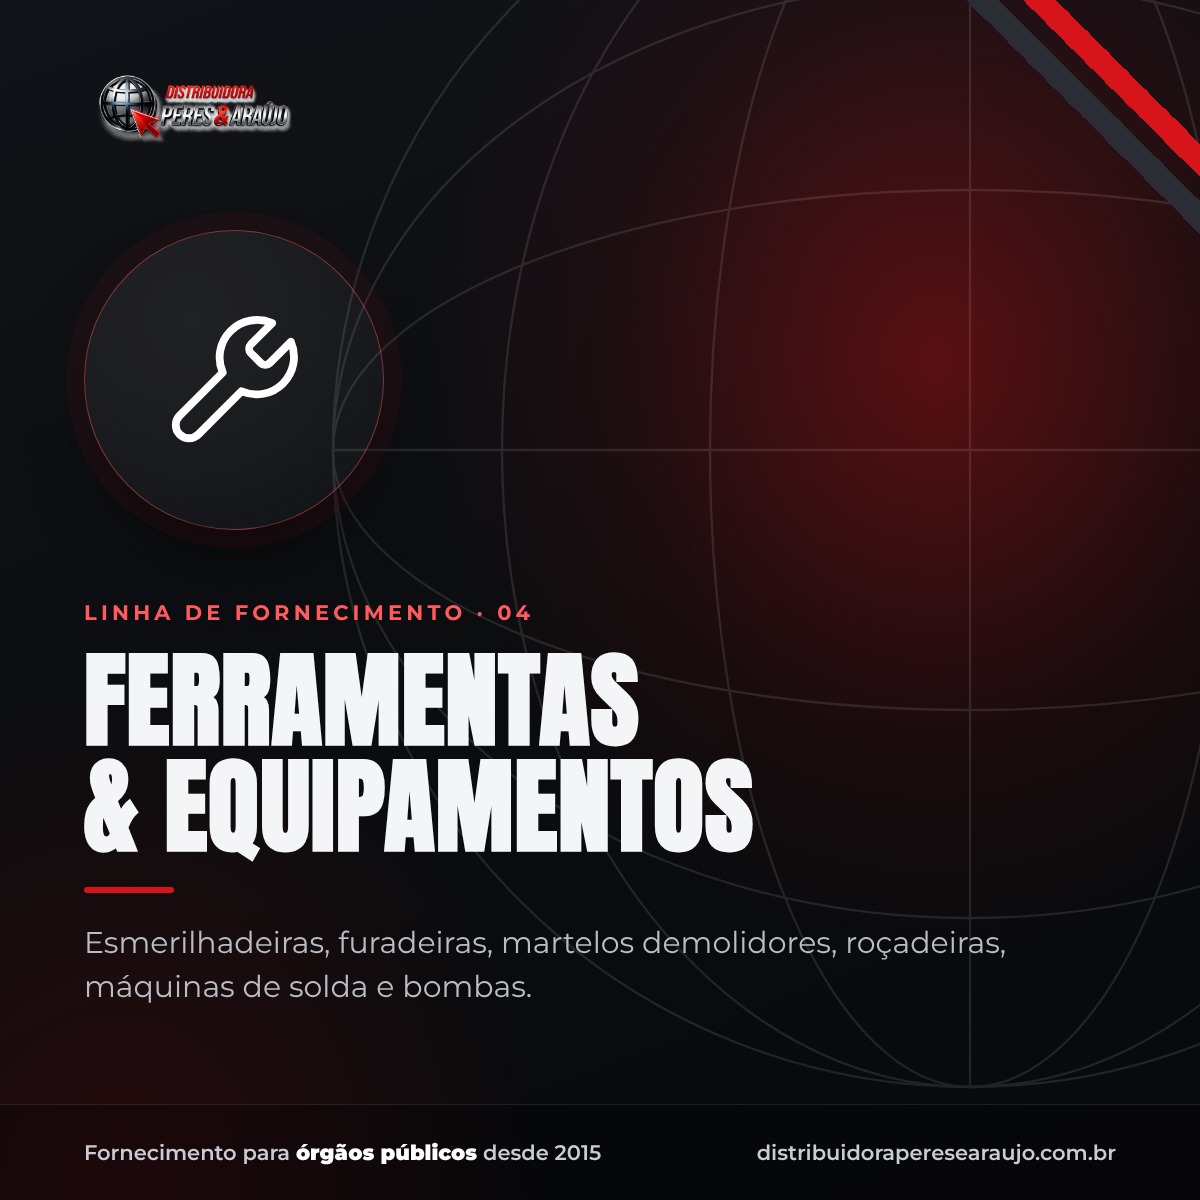 DISTRIBUIDORA
PERES&ARAÚJO
LINHA DE FORNECIMENTO · 04
FERRAMENTAS
& EQUIPAMENTOS
Esmerilhadeiras, furadeiras, martelos demolidores, roçadeiras,
máquinas de solda e bombas.
Fornecimento para órgãos públicos desde 2015
distribuidoraperesearaujo.com.br